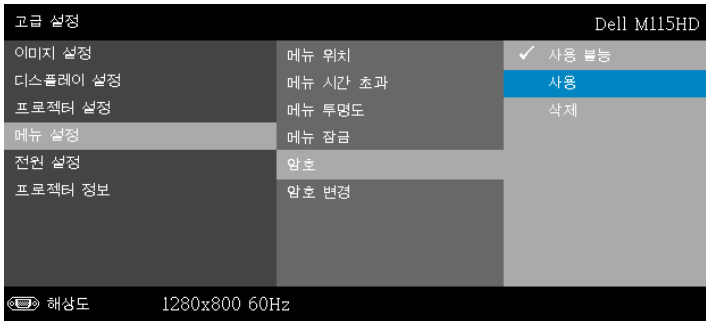 고급 설정
Dell M115HD
이미지 설정
디스플레이 설정
프로젝터 설정
메뉴 설정
전원 설정
프로젝터 정보
메뉴 위치
메뉴 시간 초과
메뉴 투명도
메뉴 잠금
암호
암호 변경
✓ 사용 불능
사용
삭제
해상도 1280x800 60Hz